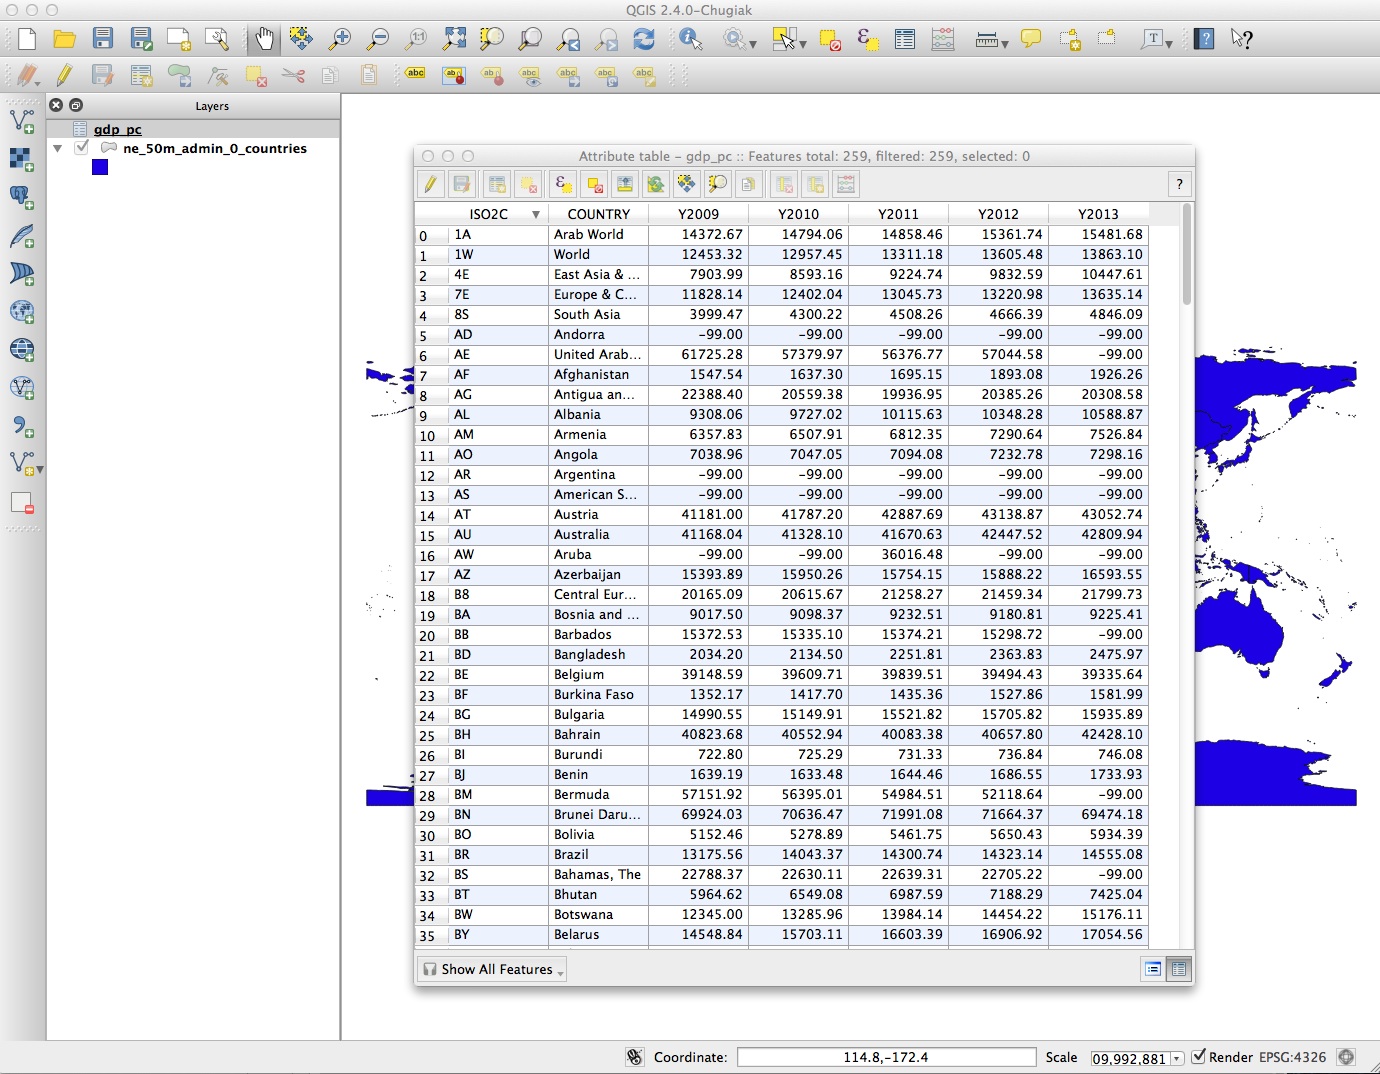 QGIS 2.4.0-Chugiak
Layers
gdp_pc
ne_50m_admin_0_countries
Attribute table – gdp_pc :: Features total: 259, filtered: 259, selected: 0
ISO2C COUNTRY Y2009 Y2010 Y2011 Y2012 Y2013
0 1A Arab World 14372.67 14794.06 14858.46 15361.74 15481.68
1 1W World 12453.32 12957.45 13311.18 13605.48 13863.10
2 4E East Asia & ... 7903.99 8593.16 9224.74 9832.59 10447.61
3 7E Europe & C... 11828.14 12402.04 13045.73 13220.98 13635.14
4 8S South Asia 3999.47 4300.22 4508.26 4666.39 4846.09
5 AD Andorra -99.00 -99.00 -99.00 -99.00 -99.00
6 AE United Arab... 61725.28 57379.97 56376.77 57044.58 -99.00
7 AF Afghanistan 1547.54 1637.30 1695.15 1893.08 1926.26
8 AG Antigua an... 22388.40 20559.38 19936.95 20385.26 20308.58
9 AL Albania 9308.06 9727.02 10115.63 10348.28 10588.87
10 AM Armenia 6357.83 6507.91 6812.35 7290.64 7526.84
11 AO Angola 7038.96 7047.05 7094.08 7232.78 7298.16
12 AR Argentina -99.00 -99.00 -99.00 -99.00 -99.00
13 AS American S... -99.00 -99.00 -99.00 -99.00 -99.00
14 AT Austria 41181.00 41787.20 42887.69 43138.87 43052.74
15 AU Australia 41168.04 41328.10 41670.63 42447.52 42809.94
16 AW Aruba -99.00 -99.00 36016.48 -99.00 -99.00
17 AZ Azerbaijan 15393.89 15950.26 15754.15 15888.22 16593.55
18 B8 Central Eur... 20165.09 20615.67 21258.27 21459.34 21799.73
19 BA Bosnia and ... 9017.50 9098.37 9232.51 9180.81 9225.41
20 BB Barbados 15372.53 15335.10 15374.21 15298.72 -99.00
21 BD Bangladesh 2034.20 2134.50 2251.81 2363.83 2475.97
22 BE Belgium 39148.59 39609.71 39839.51 39494.43 39335.64
23 BF Burkina Faso 1352.17 1417.70 1435.36 1527.86 1581.99
24 BG Bulgaria 14990.55 15149.91 15521.82 15705.82 15935.89
25 BH Bahrain 40823.68 40552.94 40083.38 40657.80 42428.10
26 BI Burundi 722.80 725.29 731.33 736.84 746.08
27 BJ Benin 1639.19 1633.48 1644.46 1686.55 1733.93
28 BM Bermuda 57151.92 56395.01 54984.51 52118.64 -99.00
29 BN Brunei Daru... 69924.03 70636.47 71991.08 71664.37 69474.18
30 BO Bolivia 5152.46 5278.89 5461.75 5650.43 5934.39
31 BR Brazil 13175.56 14043.37 14300.74 14323.14 14555.08
32 BS Bahamas, The 22788.37 22630.11 22639.31 22705.22 -99.00
33 BT Bhutan 5964.62 6549.08 6987.59 7188.29 7425.04
34 BW Botswana 12345.00 13285.96 13984.14 14454.22 15176.11
35 BY Belarus 14548.84 15703.11 16603.39 16906.92 17054.56
Show All Features
Coordinate: 114.8,-172.4 Scale 09,992,881 Render EPSG:4326